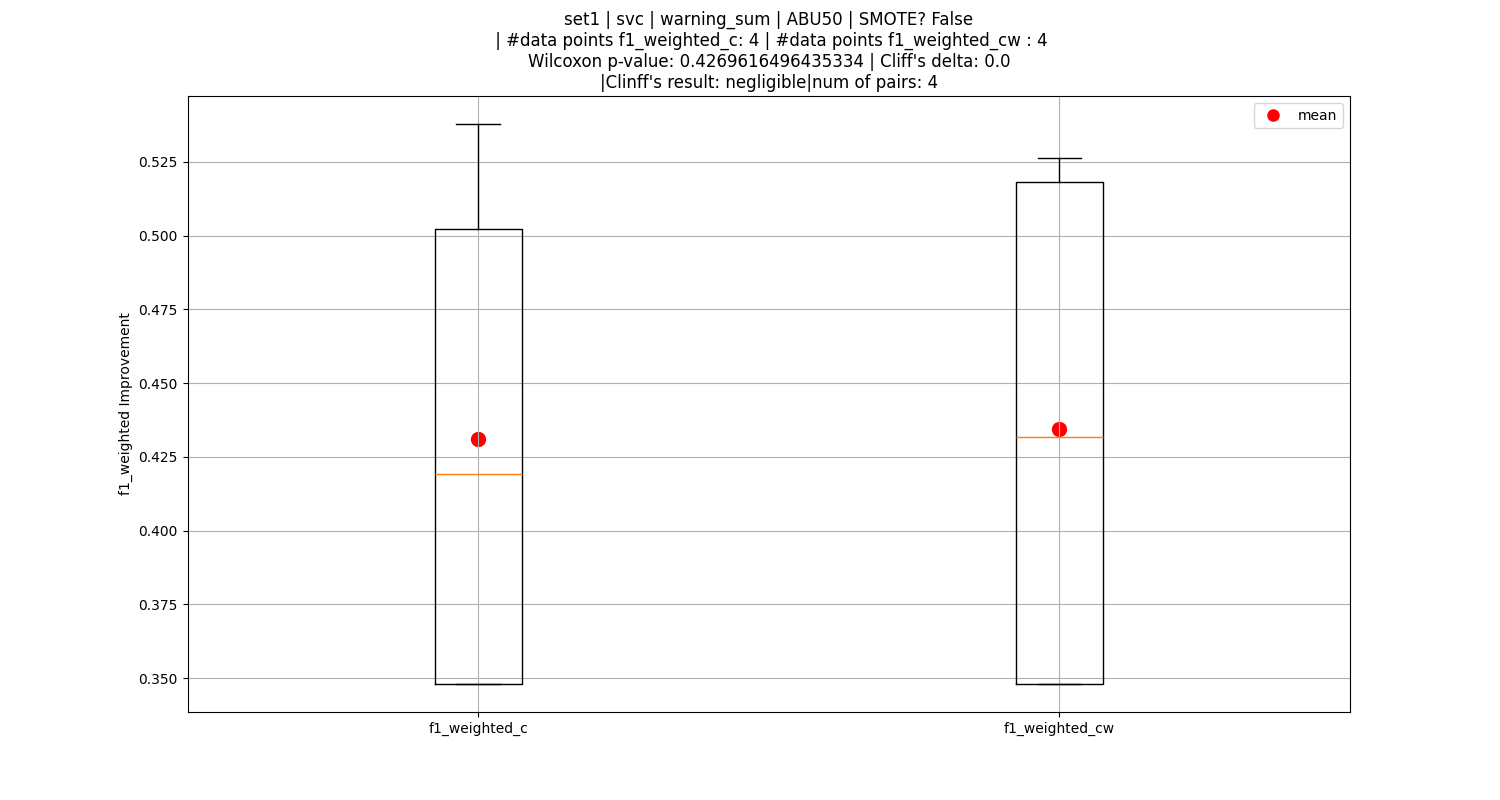 set1 | svc | warning_sum | ABU50 | SMOTE? False
| #data points f1_weighted_c: 4 | #data points f1_weighted_cw : 4
Wilcoxon p-value: 0.4269616496435334 | Cliff's delta: 0.0
|Clinff's result: negligible|num of pairs: 4
mean
0.525
0.500
0.475
0.450
0.425
0.400
0.375
0.350
f1_weighted Improvement
f1_weighted_c
f1_weighted_cw